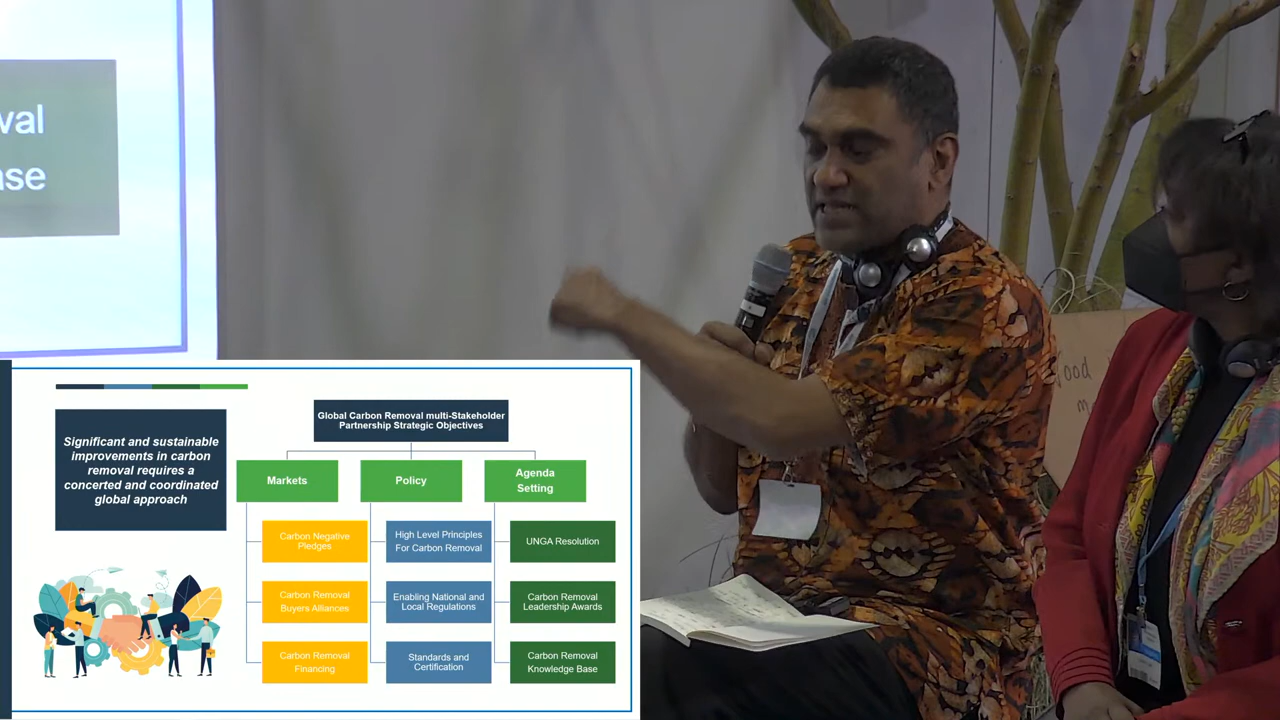 val
ase
Significant and sustainable
improvements in carbon
removal requires a
concerted and coordinated
global approach
Global Carbon Removal multi-Stakeholder
Partnership Strategic Objectives
Markets
Policy
Agenda
Setting
Carbon Negative
Pledges
High Level Principles
For Carbon Removal
UNGA Resolution
Carbon Removal
Buyers Alliances
Enabling National and
Local Regulations
Carbon Removal
Leadership Awards
Carbon Removal
Financing
Standards and
Certification
Carbon Removal
Knowledge Base